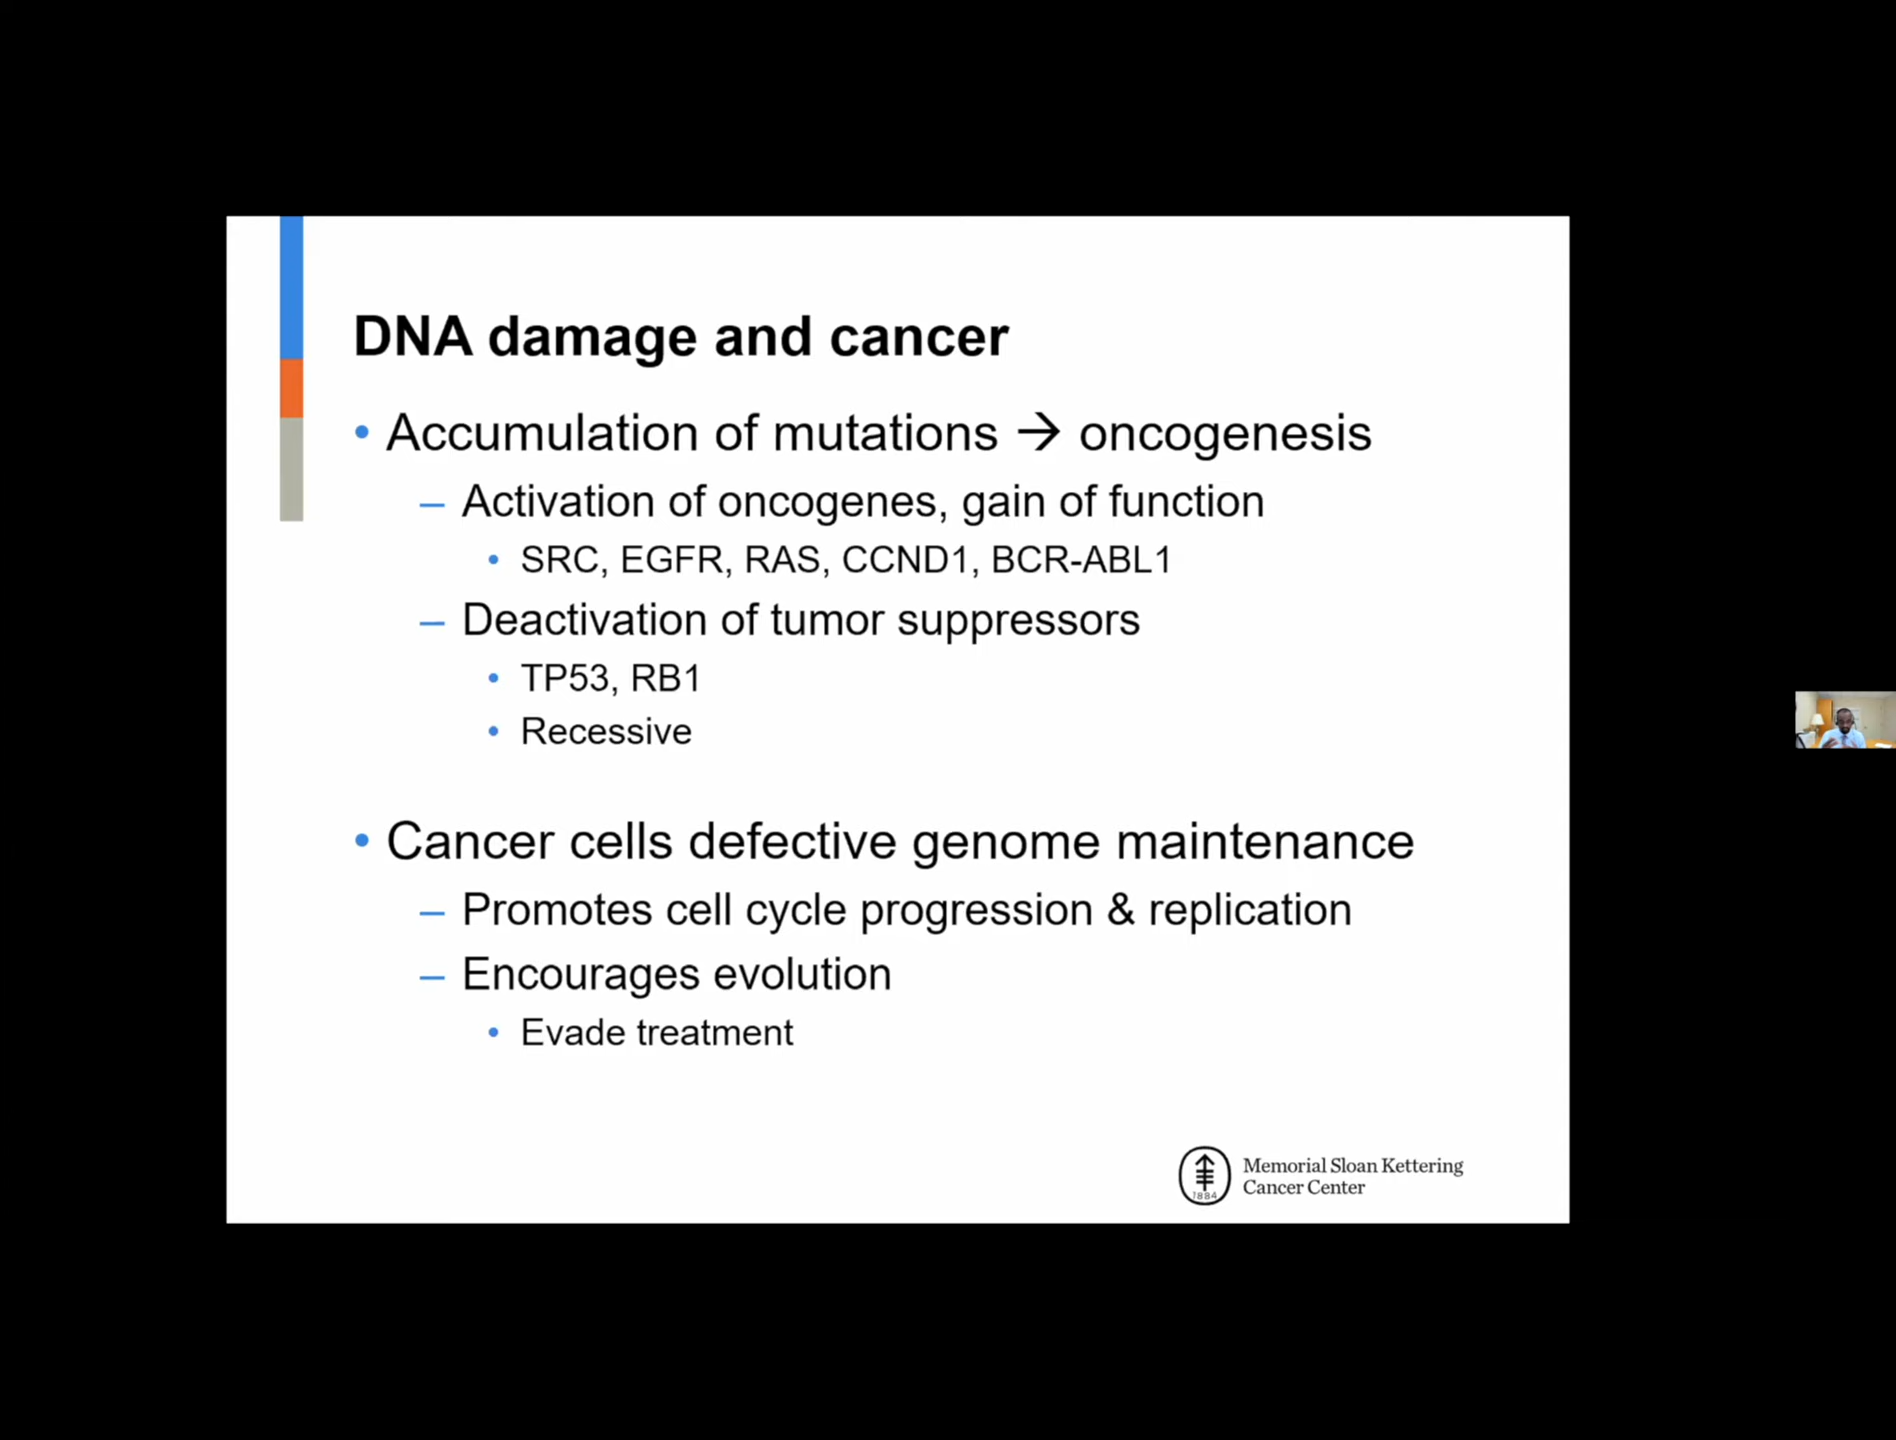 DNA damage and cancer
• Accumulation of mutations → oncogenesis
– Activation of oncogenes, gain of function
• SRC, EGFR, RAS, CCND1, BCR-ABL1
– Deactivation of tumor suppressors
• TP53, RB1
• Recessive
• Cancer cells defective genome maintenance
– Promotes cell cycle progression & replication
– Encourages evolution
• Evade treatment
1884
Memorial Sloan Kettering
Cancer Center